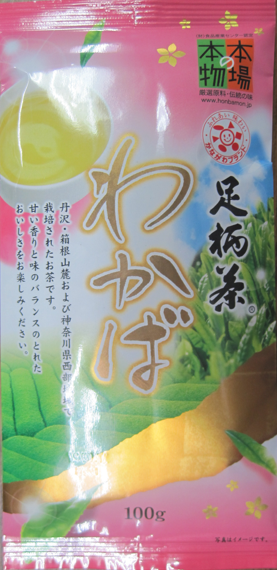 本場
の
本物
厳選原料・伝統の味
www.honbamon.jp
かながわブランド
足柄茶
わかば
丹沢・箱根山麓および神奈川県西
栽培されたお茶です。
甘い香りと味のバランスのとれた
おいしさをお楽しみください。
100g
写真はイメージです。